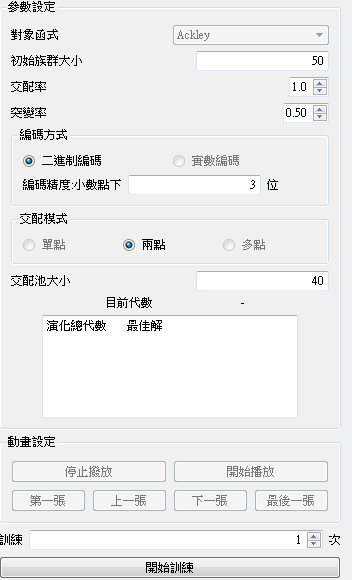 參數設定
對象函式 Ackley
初始族群大小 50
交配率 1.0
突變率 0.50
編碼方式
二進制編碼 實數編碼
編碼精度:小數點下 3 位
交配模式
單點 兩點 多點
交配池大小 40
目前代數 -
演化總代數 最佳解
動畫設定
停止撥放 開始播放
第一張 上一張 下一張 最後一張
訓練 1 次
開始訓練